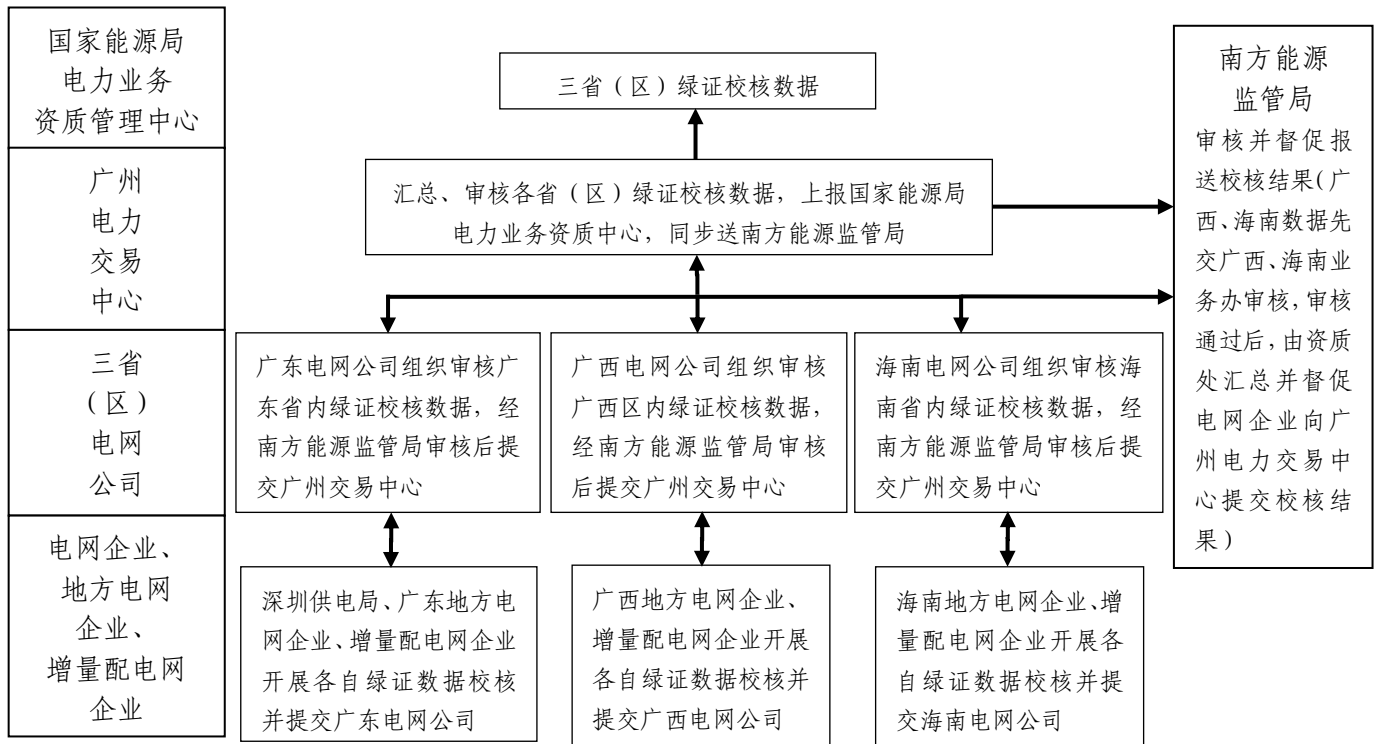 国家能源局
电力业务
资质管理中心
三省（区）绿证校核数据
南方能源
监管局
审核并督促报
送校核结果(广
西、海南数据先
交广西、海南业
务办审核,审核
通过后,由资质
处汇总并督促
电网企业向广
州电力交易中
心提交校核结
果)
广州
电力
交易
中心
汇总、审核各省（区）绿证校核数据，上报国家能源局
电力业务资质中心，同步送南方能源监管局
三省
(区)
电网
公司
广东电网公司组织审核广
东省内绿证校核数据，经
南方能源监管局审核后提
交广州交易中心
广西电网公司组织审核
广西区内绿证校核数据，
经南方能源监管局审核
后提交广州交易中心
海南电网公司组织审核海
南省内绿证校核数据，经
南方能源监管局审核后提
交广州交易中心
电网企业、
地方电网
企业、
增量配电网
企业
深圳供电局、广东地方电
网企业、增量配电网企业
开展各自绿证数据校核
并提交广东电网公司
广西地方电网企业、
增量配电网企业开展
各自绿证数据校核并
提交广西电网公司
海南地方电网企业、增
量配电网企业开展各
自绿证数据校核并提
交海南电网公司